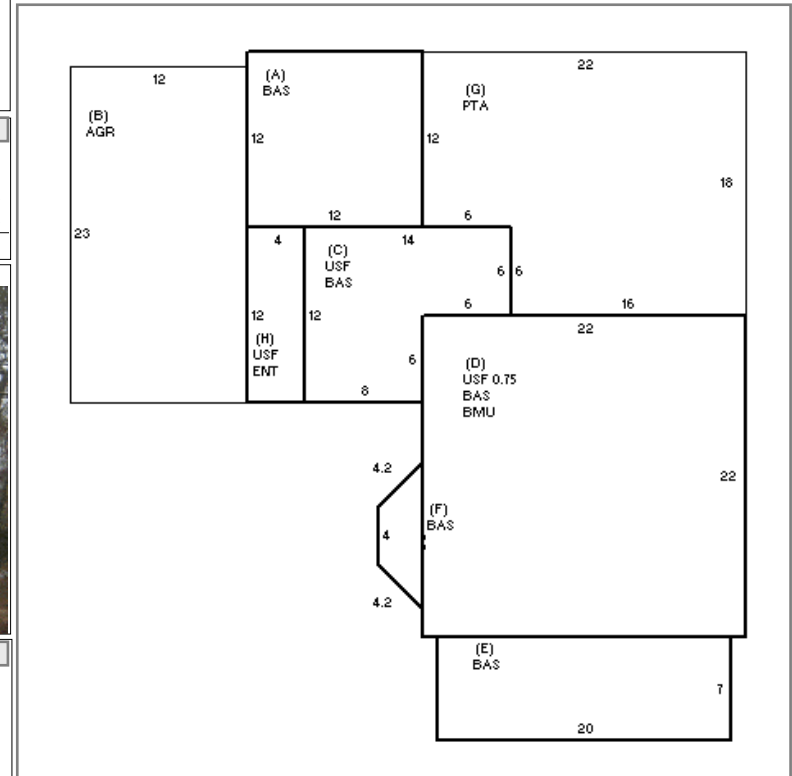 22
12
(A)
BAS
(G)
PTA
(B)
AGR
12
12
18
12
6
23
4
14
(C)
USF
BAS
6
6
6
16
12
12
22
(H)
USF
ENT
6
(D)
USF 0.75
BAS
BMU
8
4.2
22
(F)
BAS
4
4.2
(E)
BAS
7
20